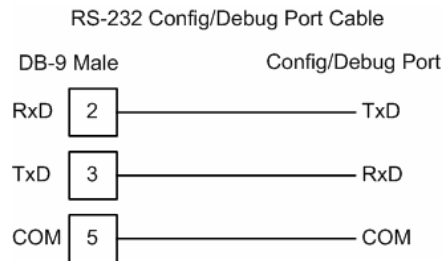 RS-232 Config/Debug Port Cable
DB-9 Male Config/Debug Port
RxD 2 TxD
TxD 3 RxD
COM 5 COM